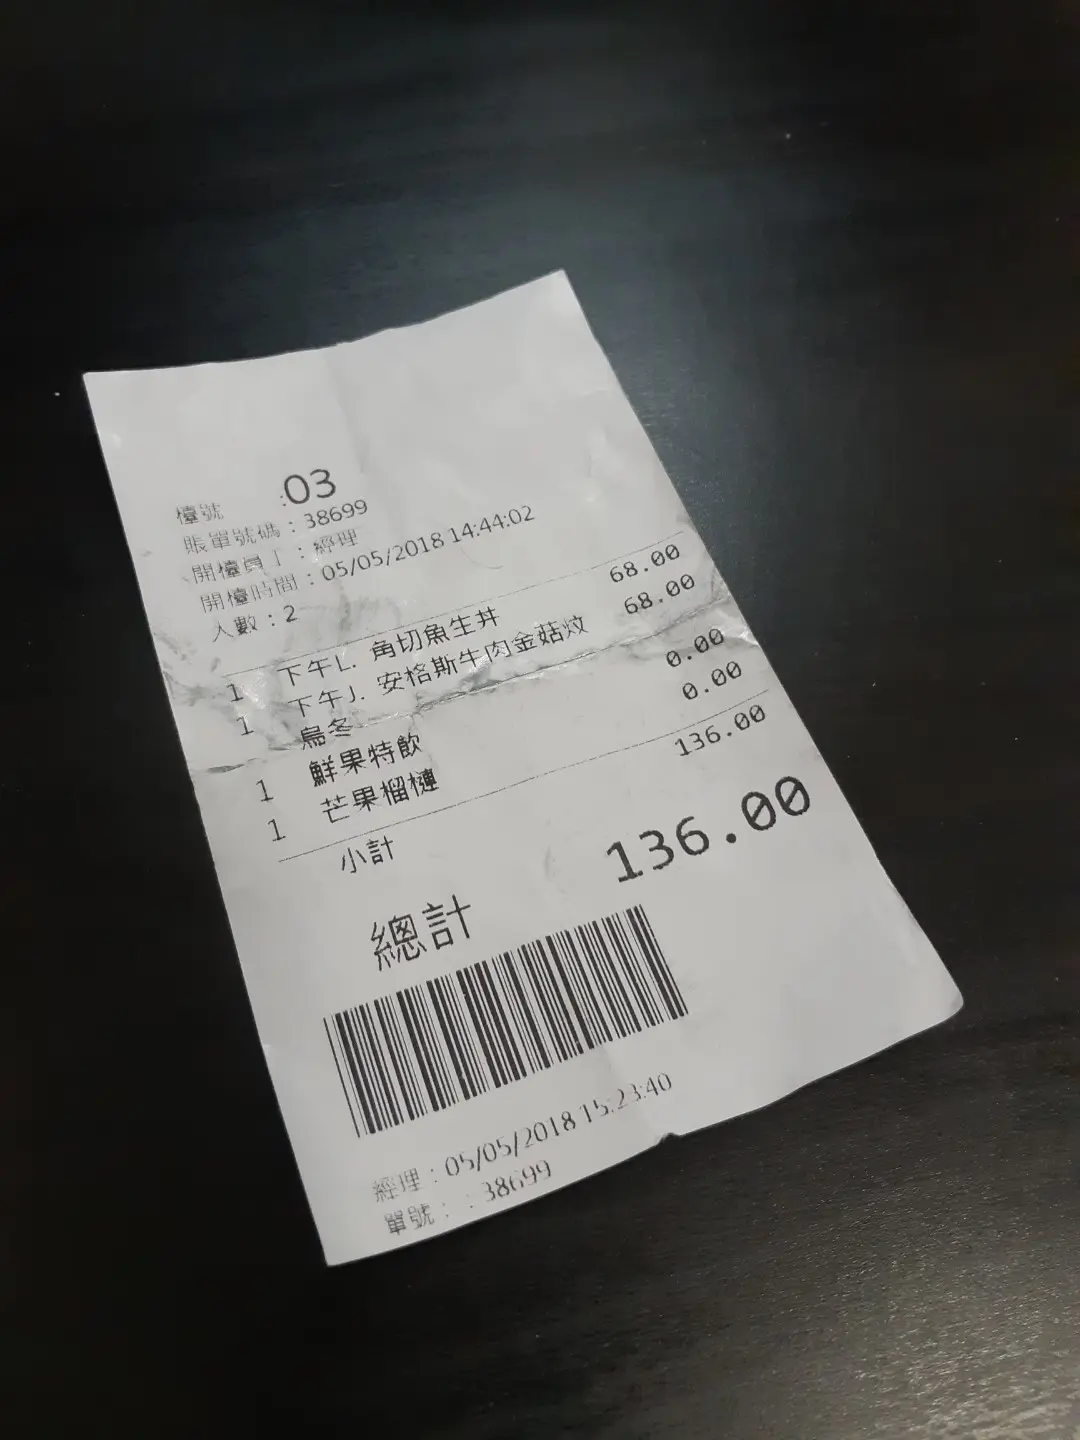 檯號 :03
賬單號碼 : 38699
開檯員工 : 經理
開檯時間 : 05/05/2018 14:44:02
人數 : 2
1 下午L. 角切魚生丼 68.00
1 下午J. 安格斯牛肉金菇炆 68.00
烏冬
1 鮮果特飲 0.00
1 芒果榴槤 0.00
小計 136.00
總計 136.00
經理 : 05/05/2018 15:23:40
單號 : : 38699